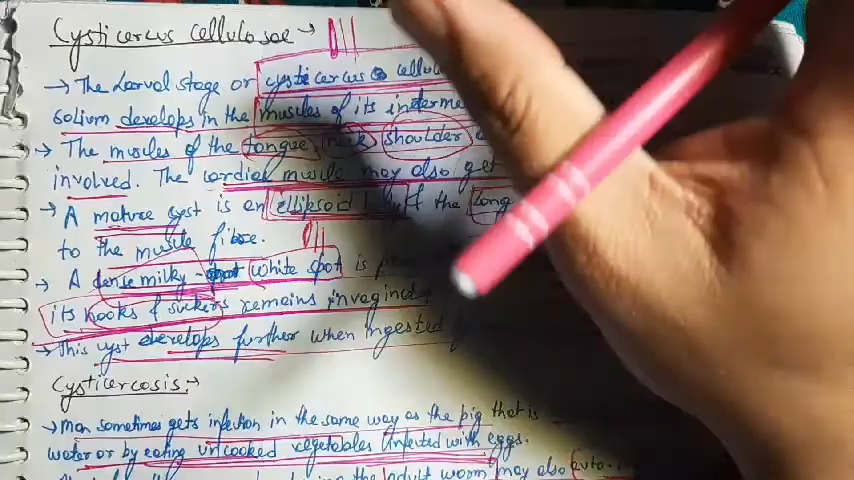 Cysticercus Cellulosae →
→ The Larval stage or cysticercus cellulo
solium develops in the muscles of its interme
→ The muscles of the tongue neck shoulder
involved. The cardiac muscle may also get
→ A mature cyst is an ellipsoid if the long
to the muscle fibre.
→ A dense milky - white spot is
its hooks & suckers remains invaginat
→ This cyst develops further when ingested
Cysticercosis :→
→ Man sometimes gets infection in the same way as the pig that is
water or by eating uncooked vegetables infected with eggs.
the adult worm may also auto-i